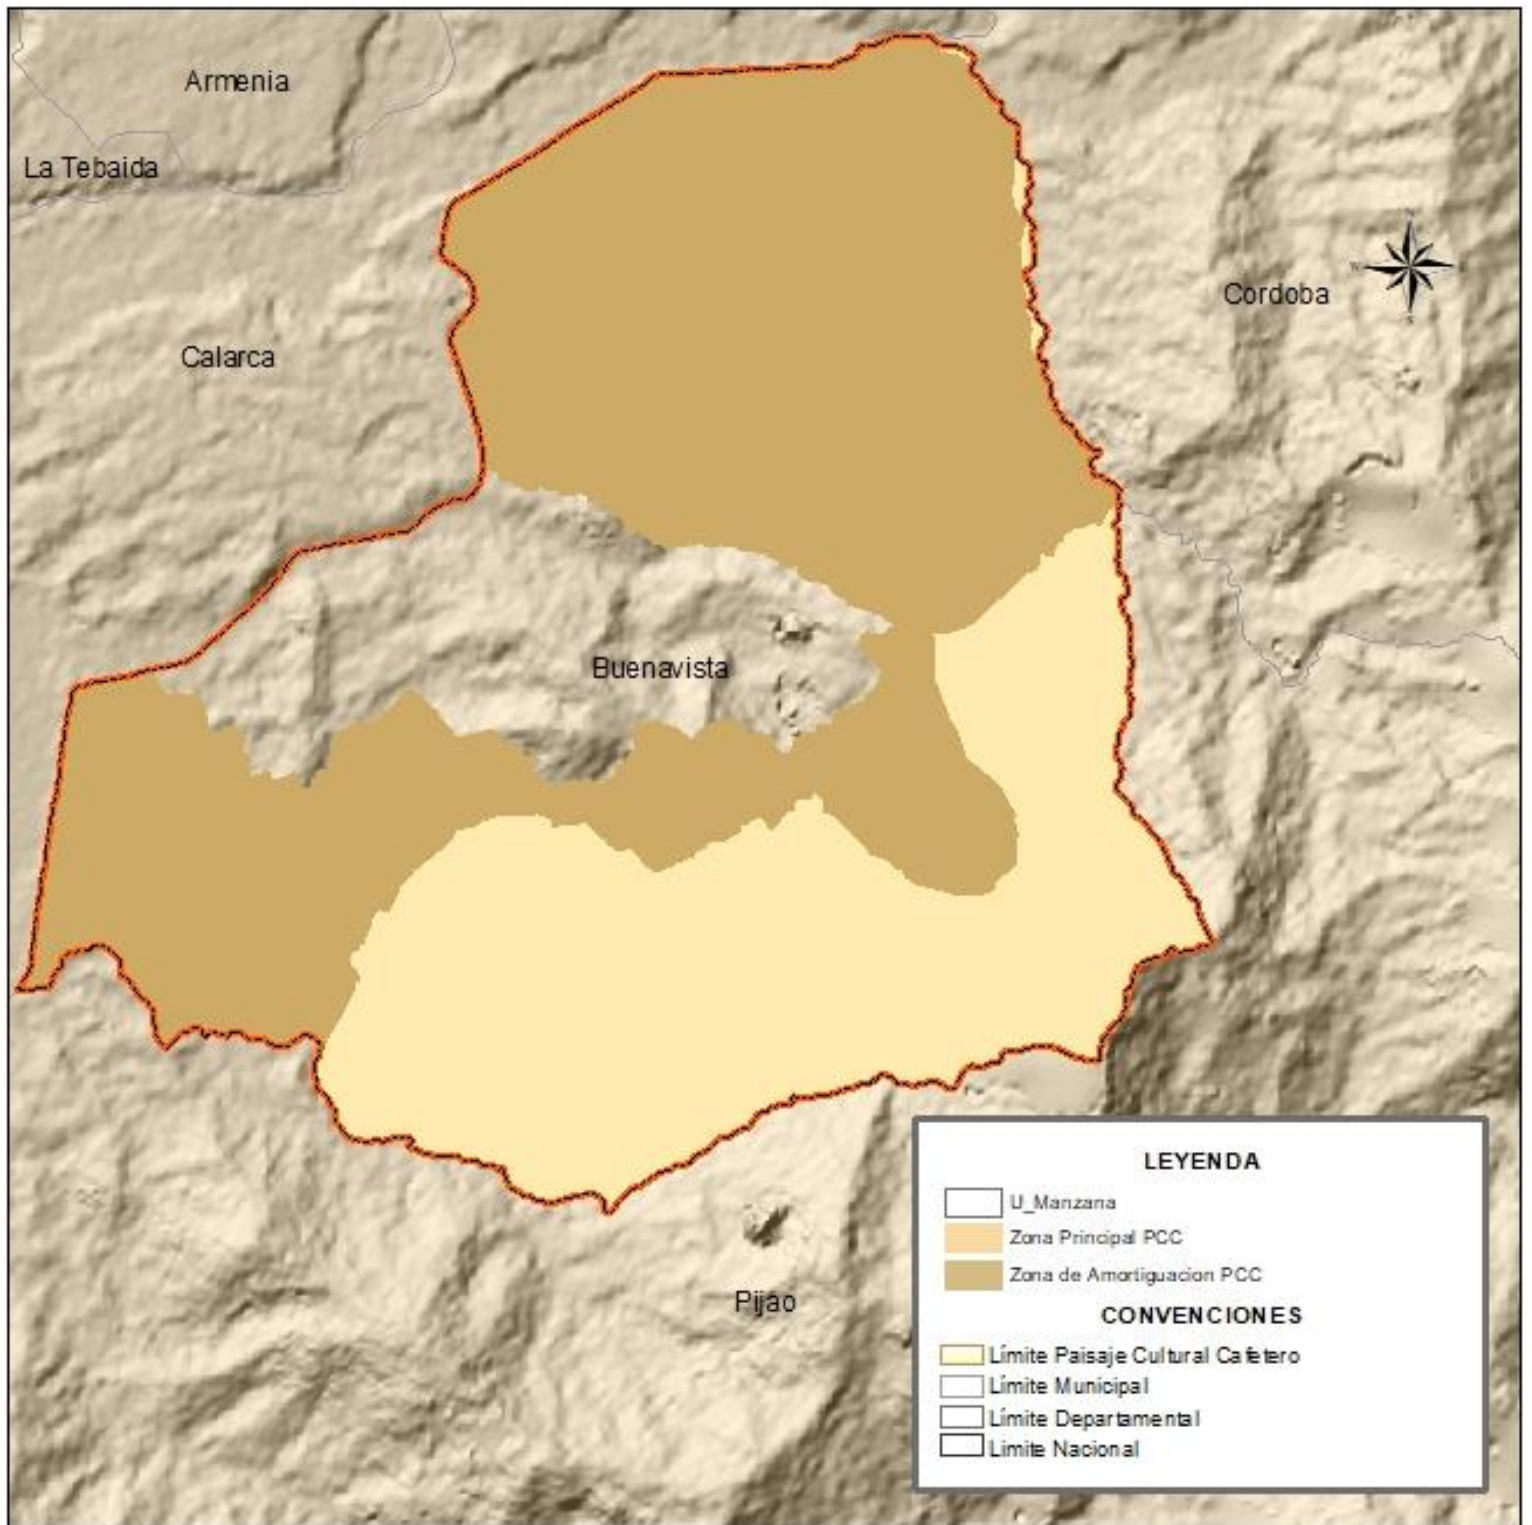 Armenia
La Tebaida
N
W
S
Cordoba
Calarca
Buenavista
Pijao
LEYENDA
U_Manzana
Zona Principal PCC
Zona de Amortiguacion PCC
CONVENCIONES
Límite Paisaje Cultural Cafetero
Límite Municipal
Límite Departamental
Limite Nacional